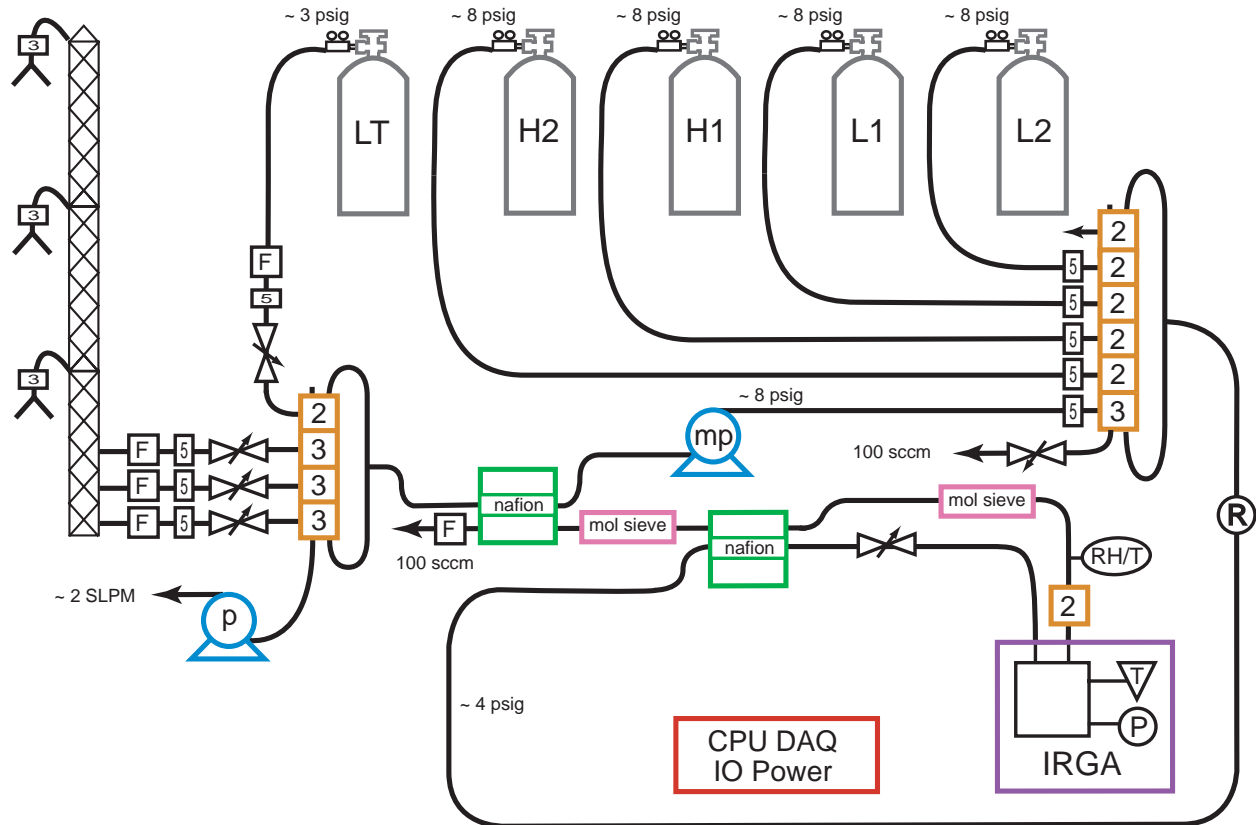 ~ 3 psig
~ 8 psig
~ 8 psig
~ 8 psig
~ 8 psig
3
LT
H2
H1
L1
L2
3
2
F
5
2
5
2
5
3
2
5
2
5
~ 8 psig
2
5
3
mp
F
5
3
100 sccm
F
5
3
nafion
mol sieve
F
5
3
F
mol sieve
nafion
R
100 sccm
RH/T
~ 2 SLPM
p
2
~ 4 psig
T
P
CPU DAQ
IO Power
IRGA